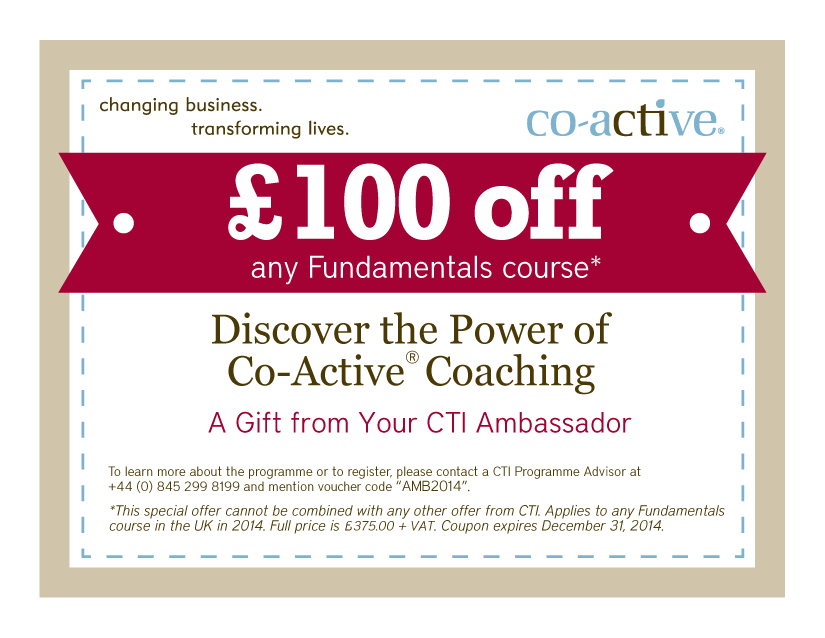 changing business.
transforming lives.
co-active®
£100 off
any Fundamentals course*
Discover the Power of
Co-Active® Coaching
A Gift from Your CTI Ambassador
To learn more about the programme or to register, please contact a CTI Programme Advisor at
+44 (0) 845 299 8199 and mention voucher code “AMB2014”.
*This special offer cannot be combined with any other offer from CTI. Applies to any Fundamentals
course in the UK in 2014. Full price is £375.00 + VAT. Coupon expires December 31, 2014.